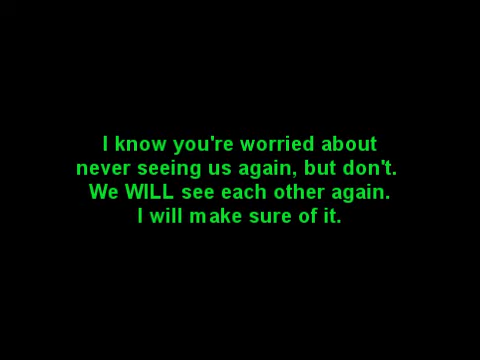 I know you're worried about
never seeing us again, but don't.
We WILL see each other again.
I will make sure of it.